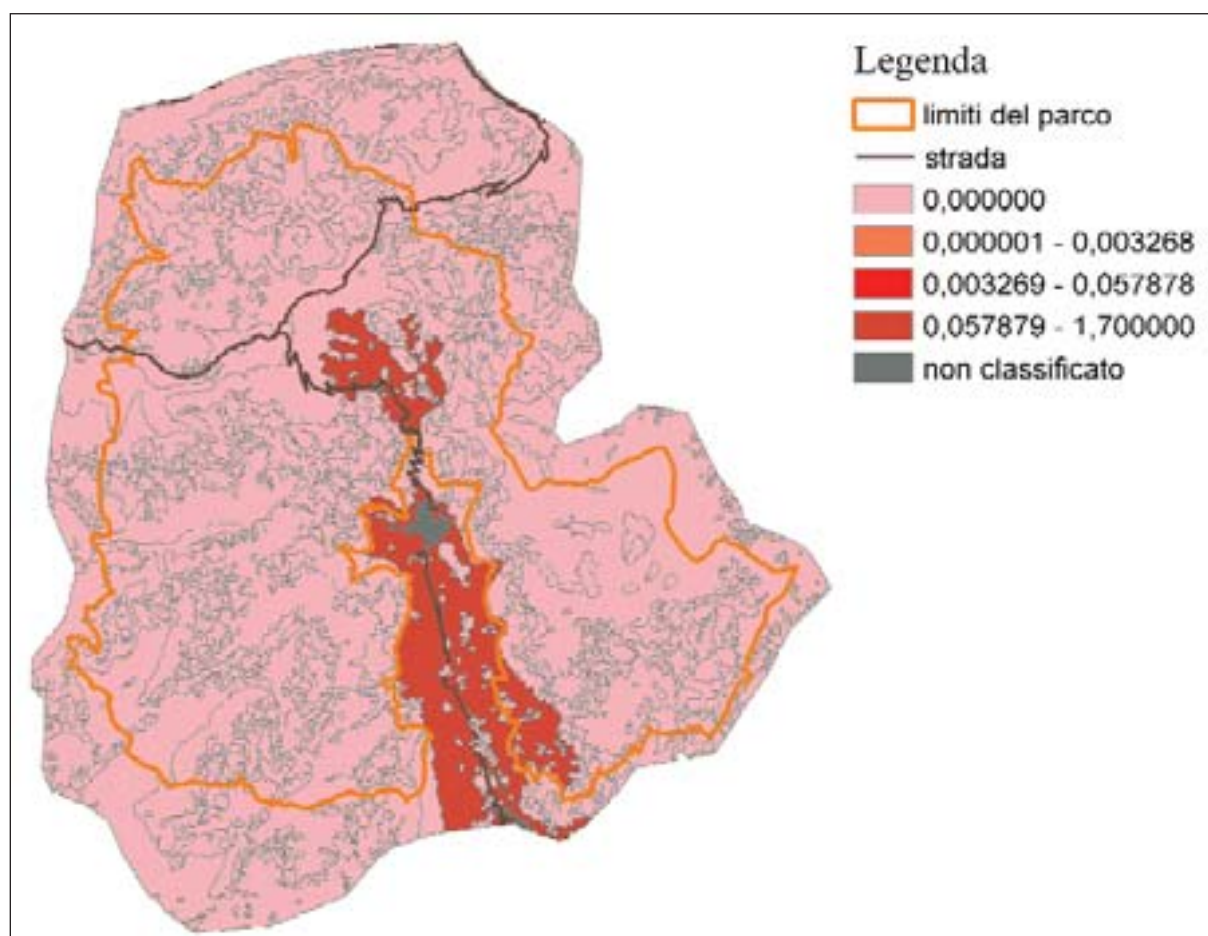 Legenda
limiti del parco
strada
0,000000
0,000001 - 0,003268
0,003269 - 0,057878
0,057879 - 1,700000
non classificato